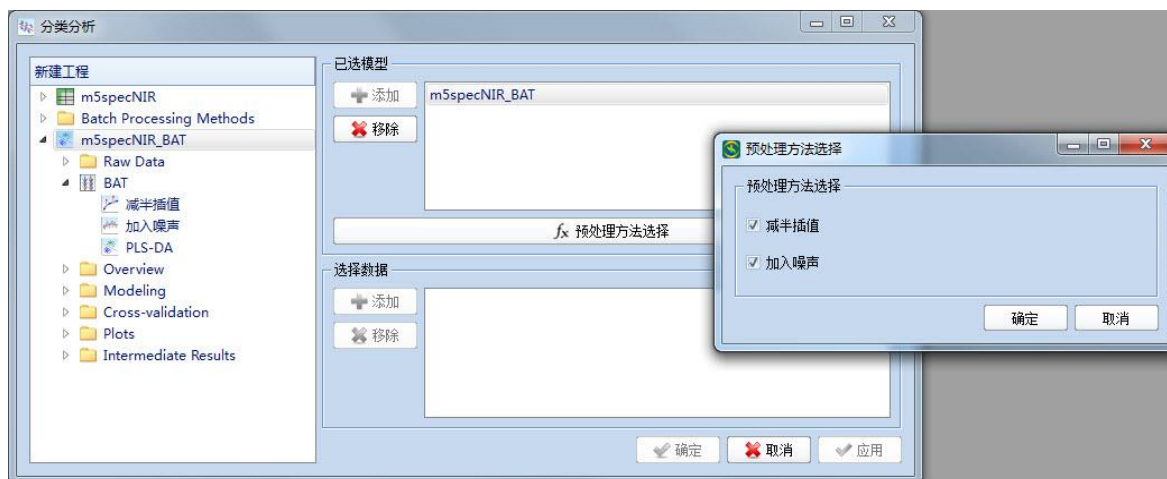 分类分析
新建工程
m5specNIR
Batch Processing Methods
m5specNIR_BAT
Raw Data
BAT
减半插值
加入噪声
PLS-DA
Overview
Modeling
Cross-validation
Plots
Intermediate Results
已选模型
添加
m5specNIR_BAT
移除
fx 预处理方法选择
选择数据
添加
移除
确定
取消
应用
预处理方法选择
预处理方法选择
减半插值
加入噪声
确定
取消